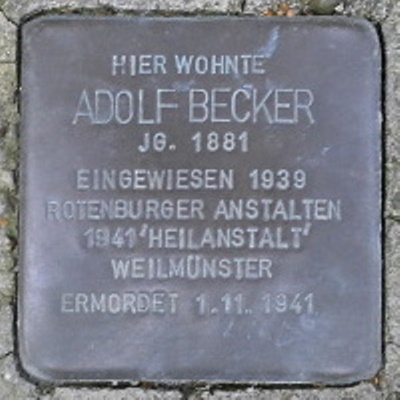 HIER WOHNTE
ADOLF BECKER
JG. 1881
EINGEWIESEN 1939
ROTENBURGER ANSTALTEN
1941 'HEILANSTALT'
WEILMÜNSTER
ERMORDET 1.11.1941